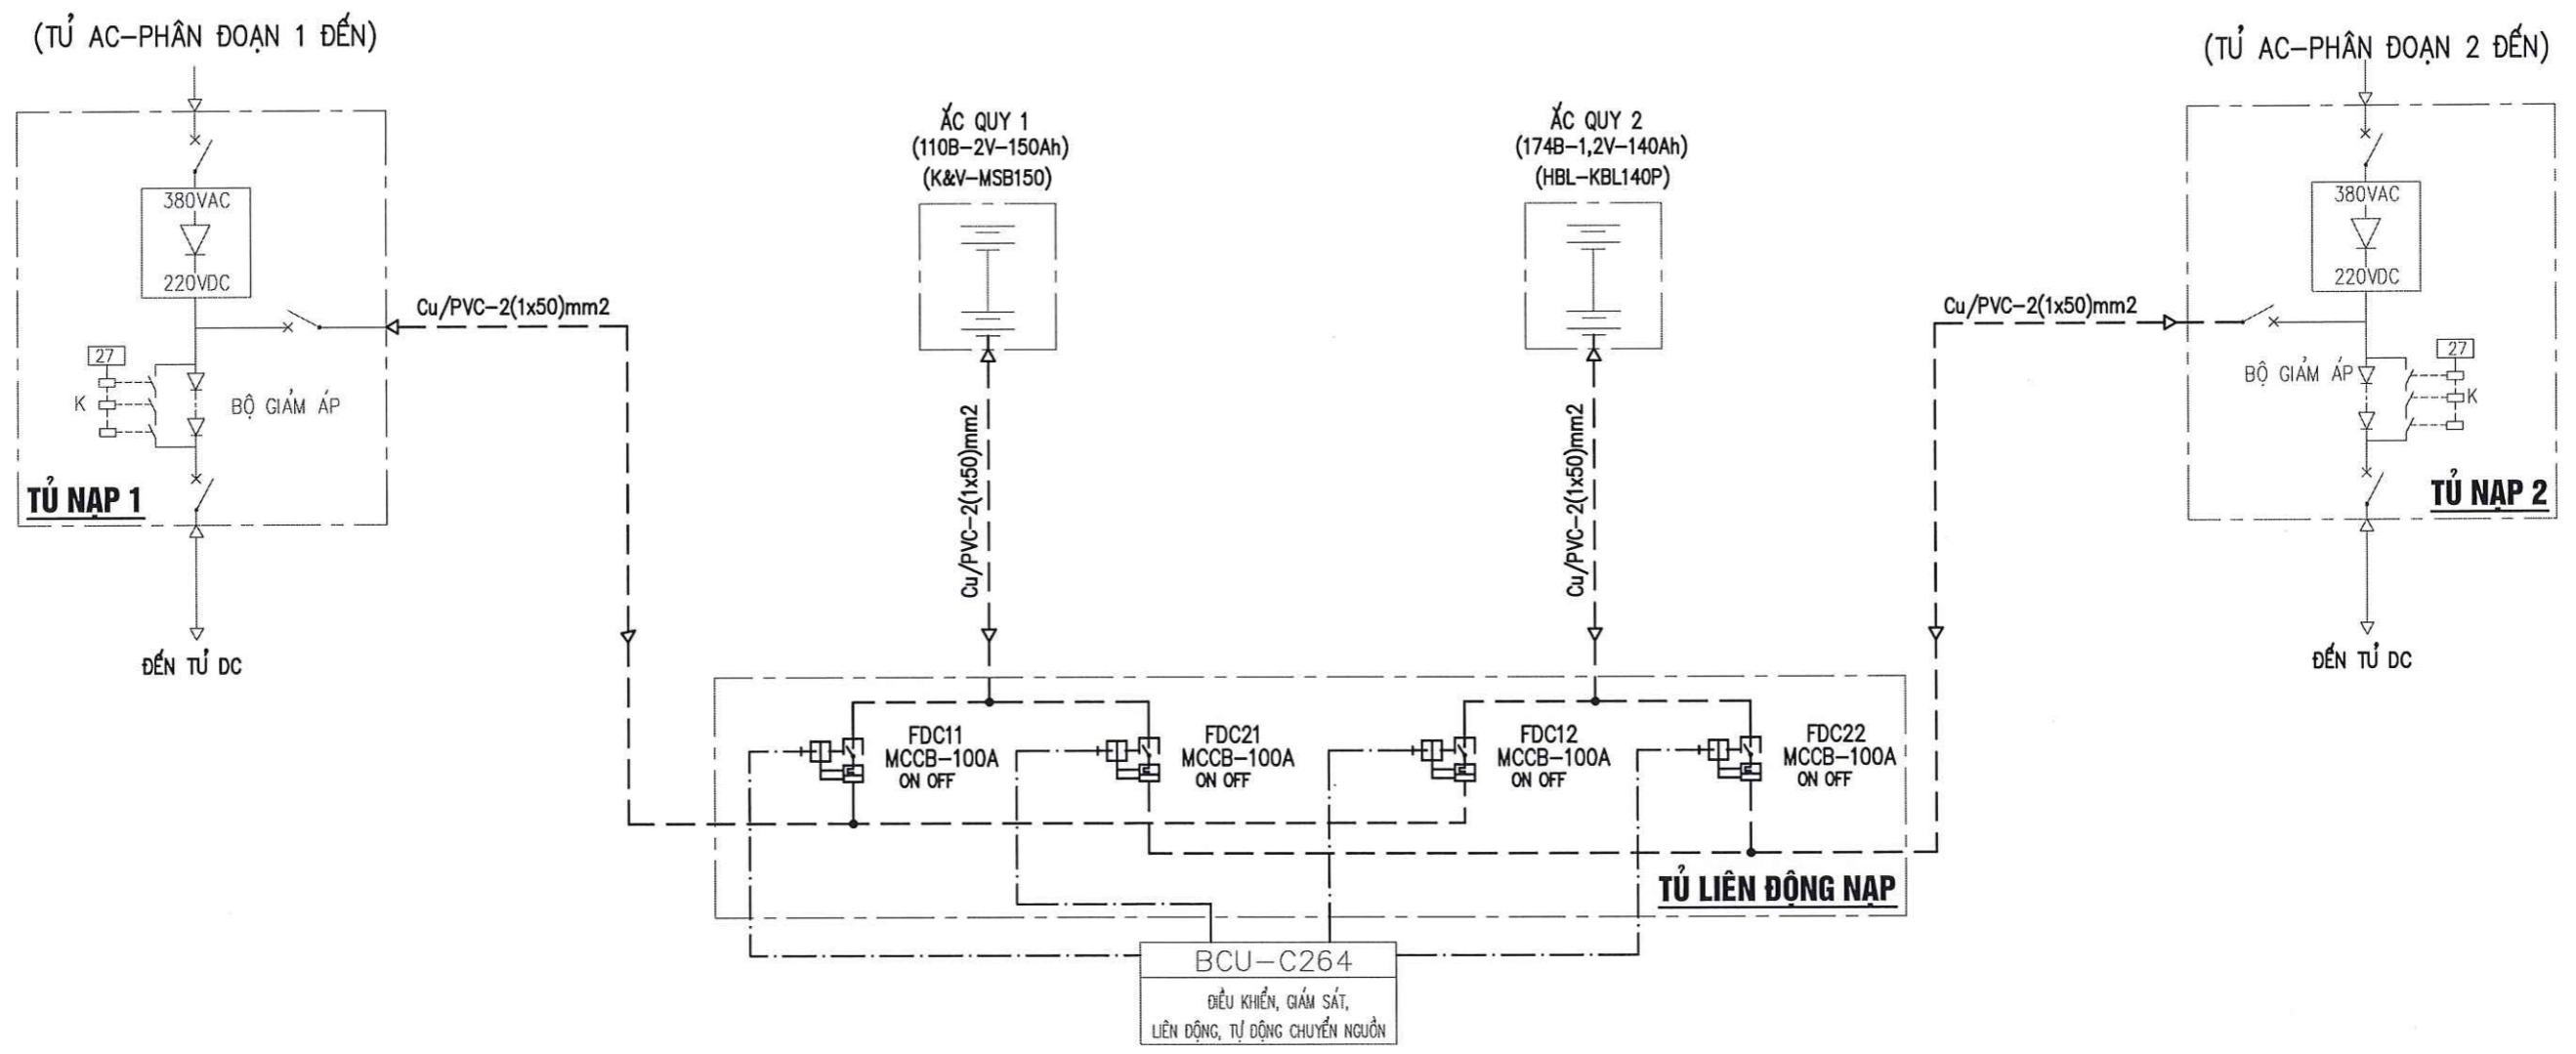 (TỦ AC-PHÂN ĐOẠN 1 ĐẾN)
(TỦ AC-PHÂN ĐOẠN 2 ĐẾN)
380VAC
220VDC
Cu/PVC-2(1x50)mm2
27
K
BỘ GIẢM ÁP
TỦ NẠP 1
ĐẾN TỦ DC
ẮC QUY 1
(110B-2V-150Ah)
(K&V-MSB150)
Cu/PVC-2(1x50)mm2
ẮC QUY 2
(174B-1,2V-140Ah)
(HBL-KBL140P)
Cu/PVC-2(1x50)mm2
380VAC
220VDC
Cu/PVC-2(1x50)mm2
27
BỘ GIẢM ÁP
K
TỦ NẠP 2
ĐẾN TỦ DC
FDC11
MCCB-100A
ON OFF
FDC21
MCCB-100A
ON OFF
FDC12
MCCB-100A
ON OFF
FDC22
MCCB-100A
ON OFF
TỦ LIÊN ĐỘNG NẠP
BCU-C264
ĐIỀU KHIỂN, GIÁM SÁT,
LIÊN ĐỘNG, TỰ ĐỘNG CHUYỂN NGUỒN